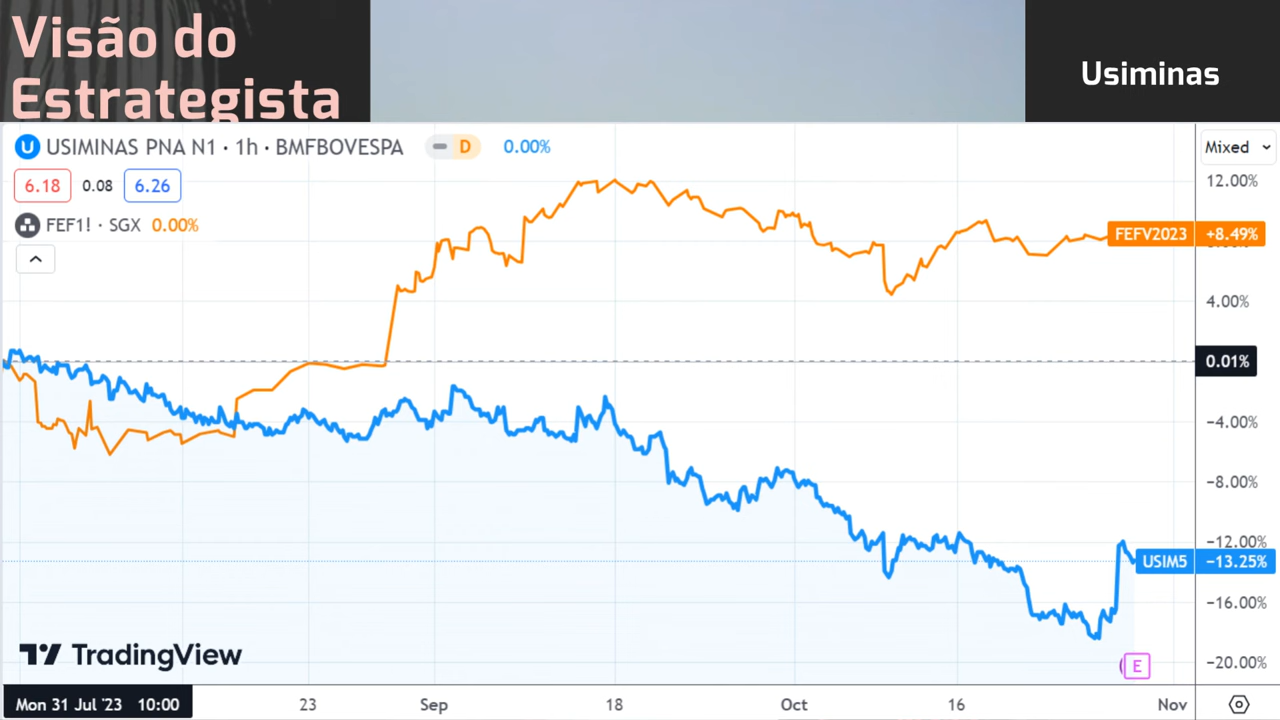 Visão do
Estrategista
Usiminas
USIMINAS PNA N1 · 1h · BMFBOVESPA
D
0.00%
6.18
0.08
6.26
FEF1! · SGX
0.00%
Mixed
12.00%
FEFV2023
+8.49%
4.00%
0.01%
−4.00%
−8.00%
−12.00%
USIM5
−13.25%
−16.00%
−20.00%
TradingView
E
Mon 31 Jul '23 10:00
23
Sep
18
Oct
16
Nov